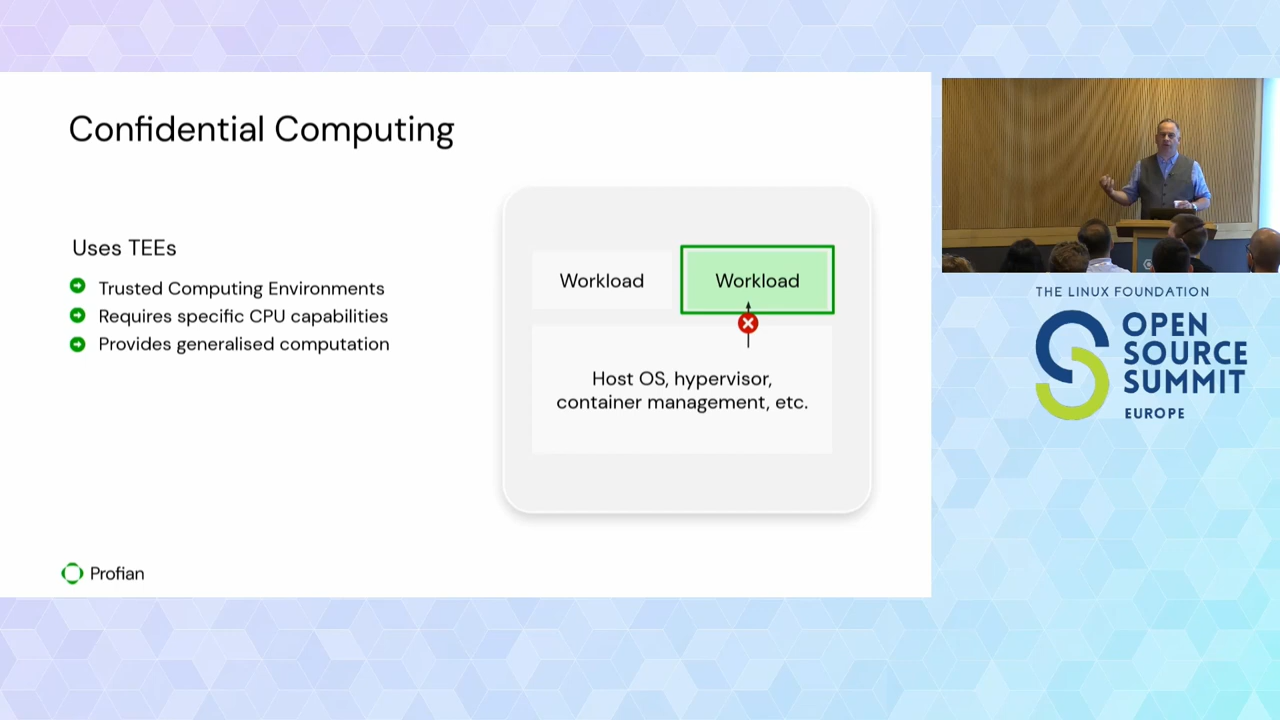 Confidential Computing
Uses TEEs
Trusted Computing Environments
Requires specific CPU capabilities
Provides generalised computation
Workload
Workload
Host OS, hypervisor,
container management, etc.
Profian
THE LINUX FOUNDATION
OPEN
SOURCE
SUMMIT
EUROPE